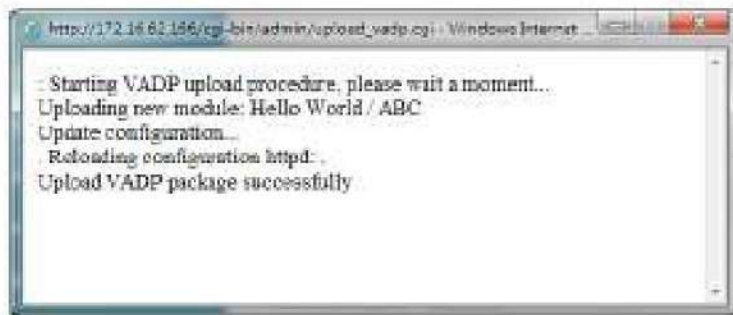 http://172.16.62.166/cgi-bin/admin/upload_vadp.cgi - Windows Internet ...
: Starting VADP upload procedure, please wait a moment...
Uploading new module: Hello World / ABC
Update configuration...
. Reloading configuration httpd: .
Upload VADP package successfully